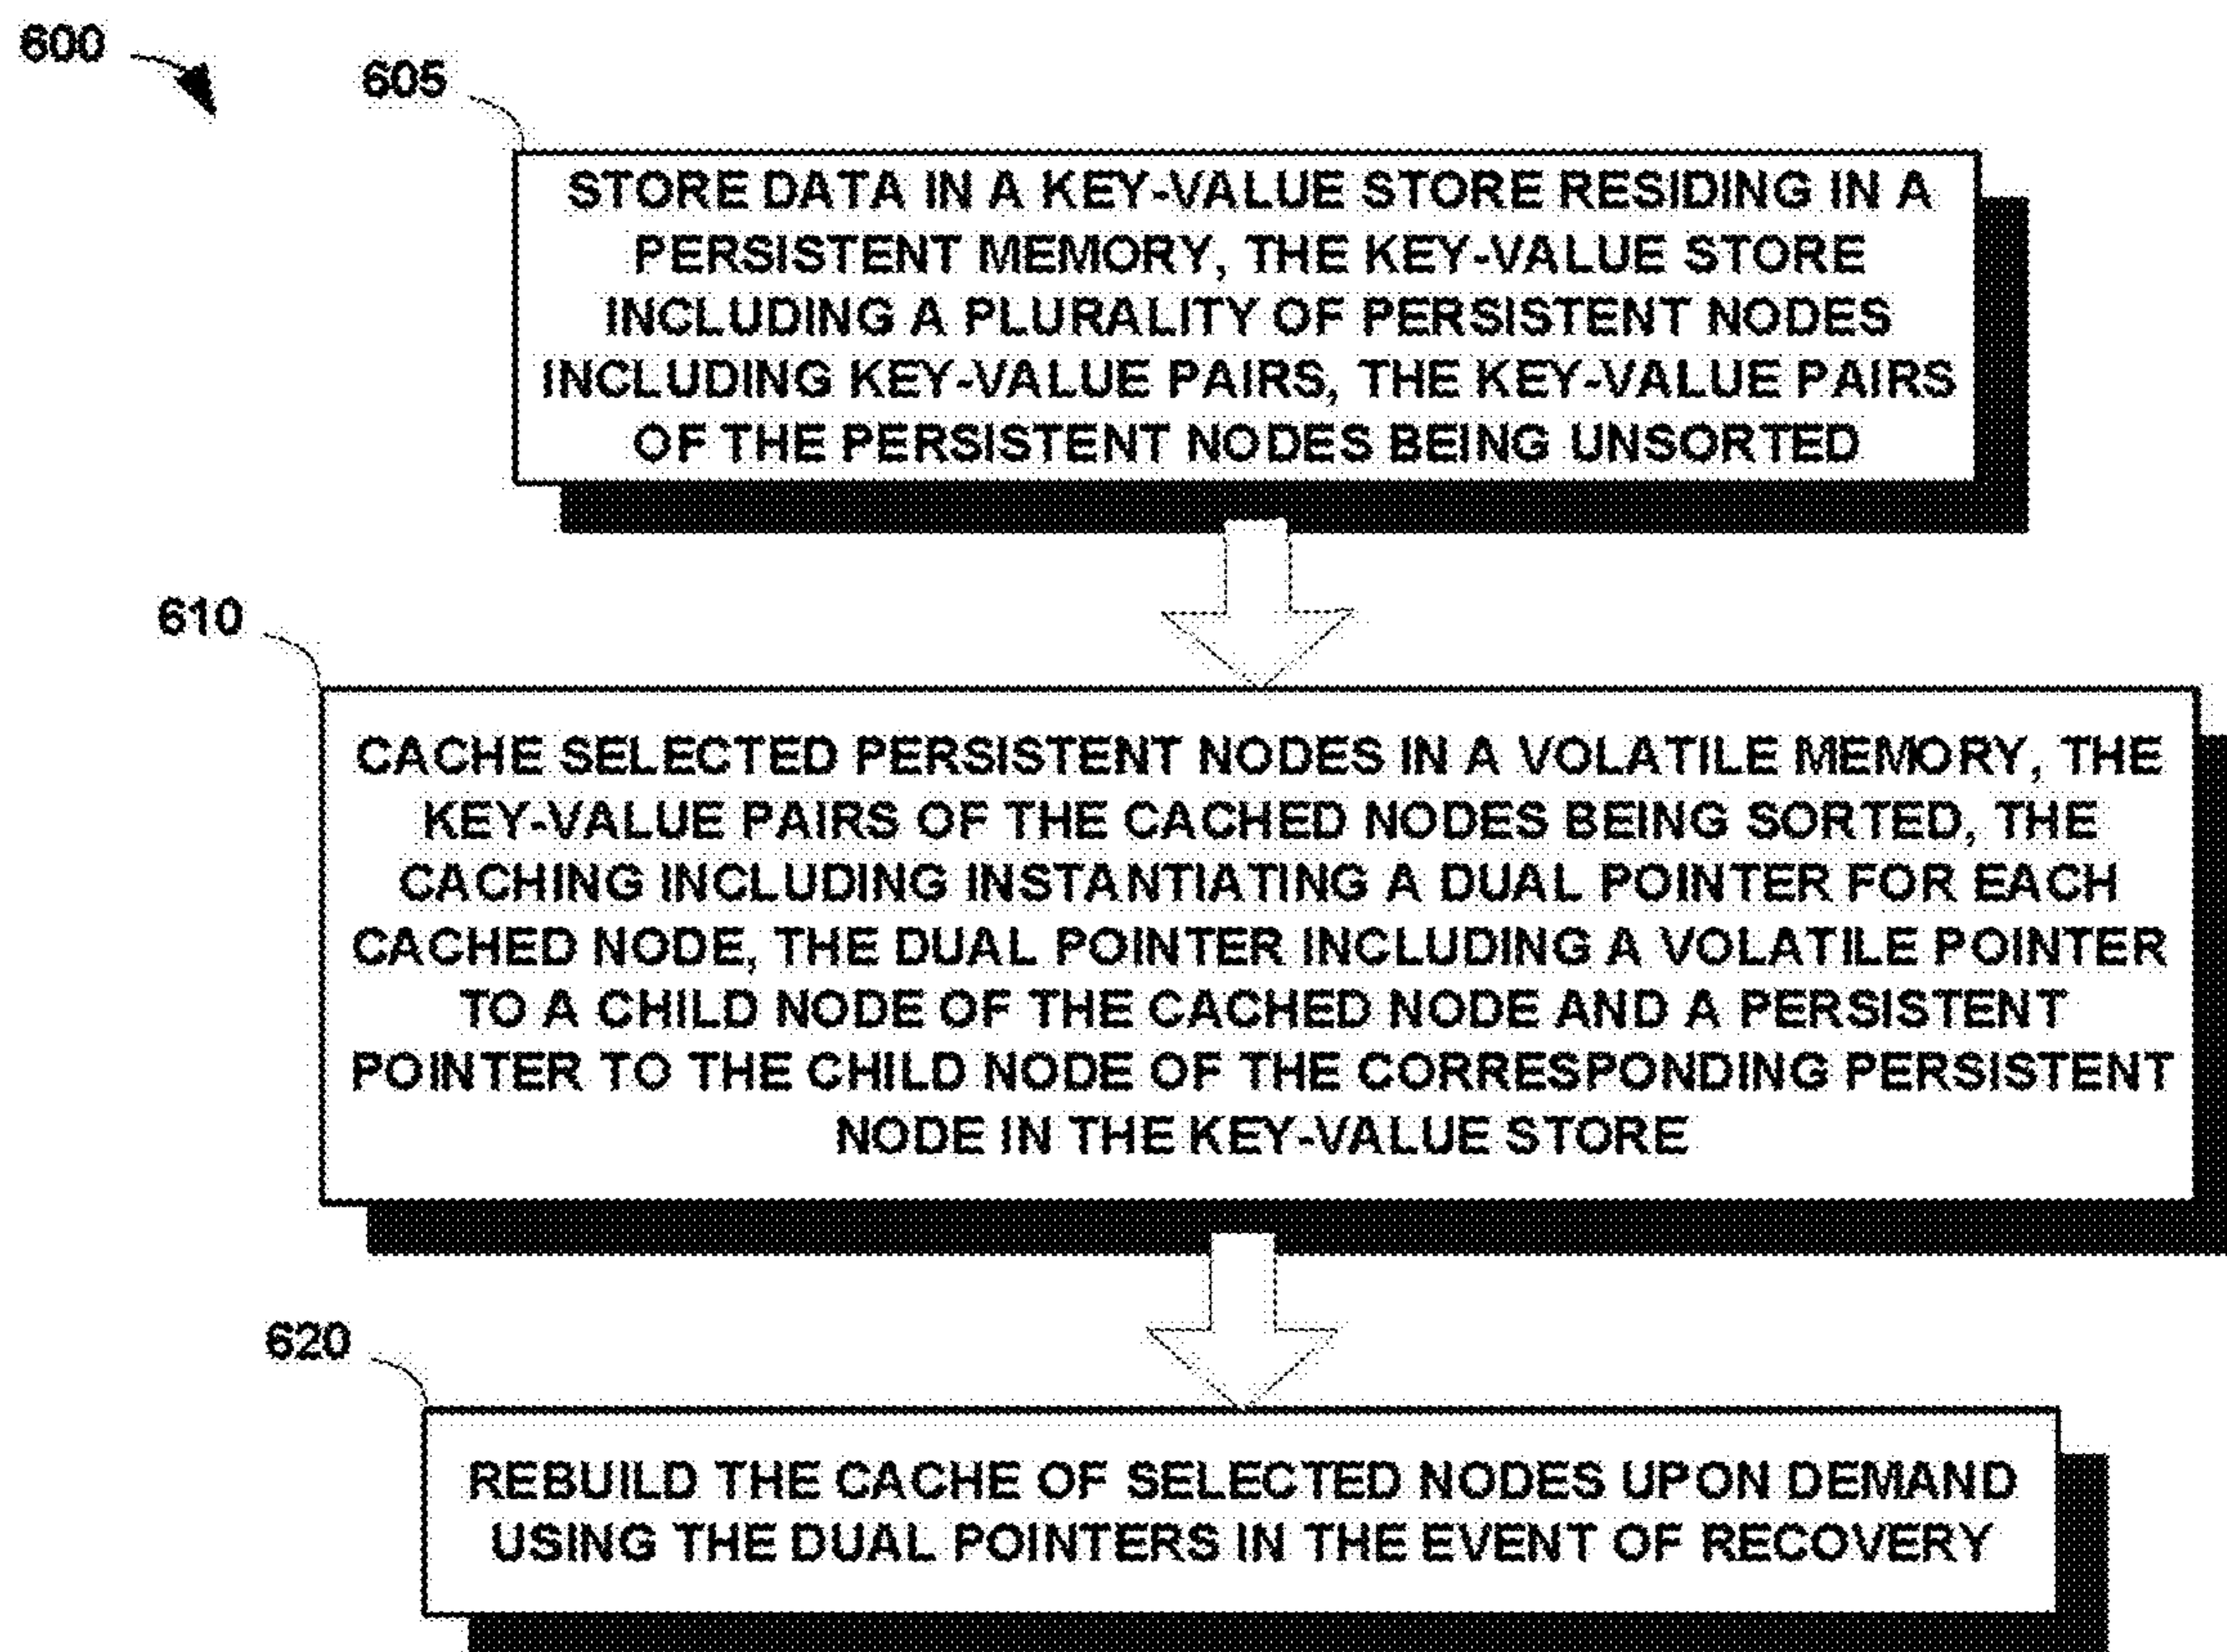 600
605
STORE DATA IN A KEY-VALUE STORE RESIDING IN A
PERSISTENT MEMORY, THE KEY-VALUE STORE
INCLUDING A PLURALITY OF PERSISTENT NODES
INCLUDING KEY-VALUE PAIRS, THE KEY-VALUE PAIRS
OF THE PERSISTENT NODES BEING UNSORTED
610
CACHE SELECTED PERSISTENT NODES IN A VOLATILE MEMORY, THE
KEY-VALUE PAIRS OF THE CACHED NODES BEING SORTED, THE
CACHING INCLUDING INSTANTIATING A DUAL POINTER FOR EACH
CACHED NODE, THE DUAL POINTER INCLUDING A VOLATILE POINTER
TO A CHILD NODE OF THE CACHED NODE AND A PERSISTENT
POINTER TO THE CHILD NODE OF THE CORRESPONDING PERSISTENT
NODE IN THE KEY-VALUE STORE
620
REBUILD THE CACHE OF SELECTED NODES UPON DEMAND
USING THE DUAL POINTERS IN THE EVENT OF RECOVERY